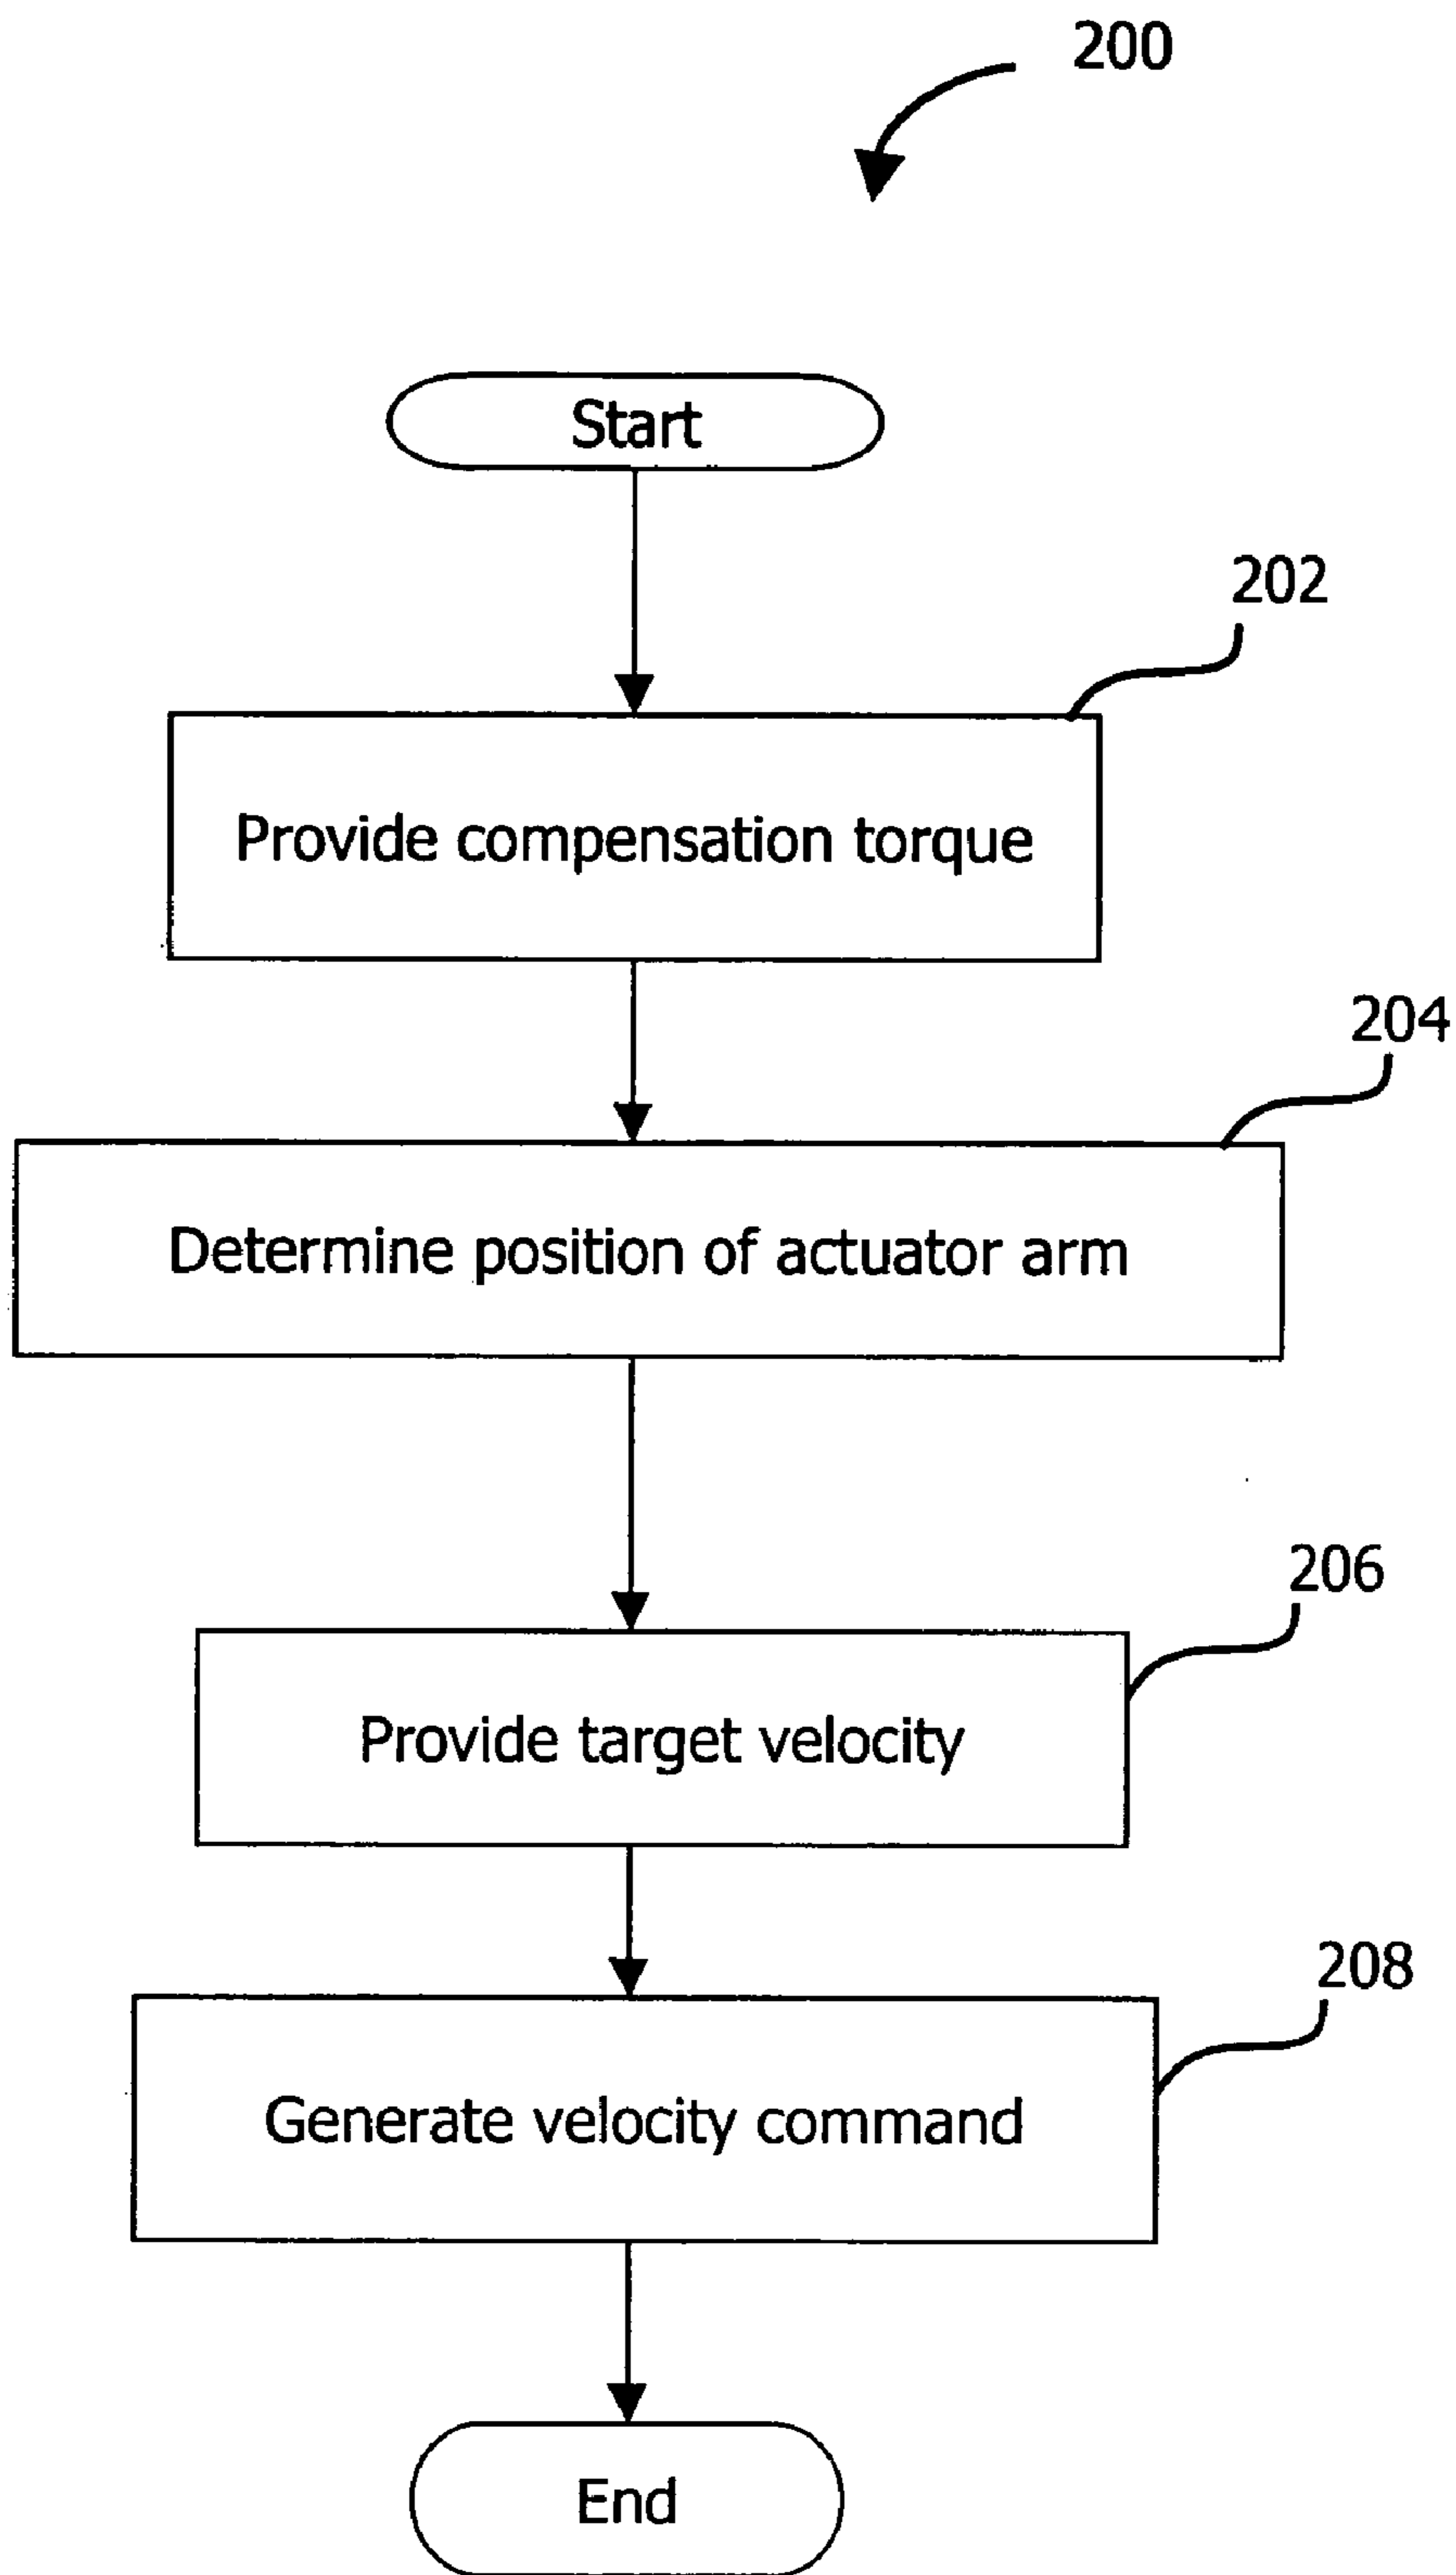 200
Start
202
Provide compensation torque
204
Determine position of actuator arm
206
Provide target velocity
208
Generate velocity command
End